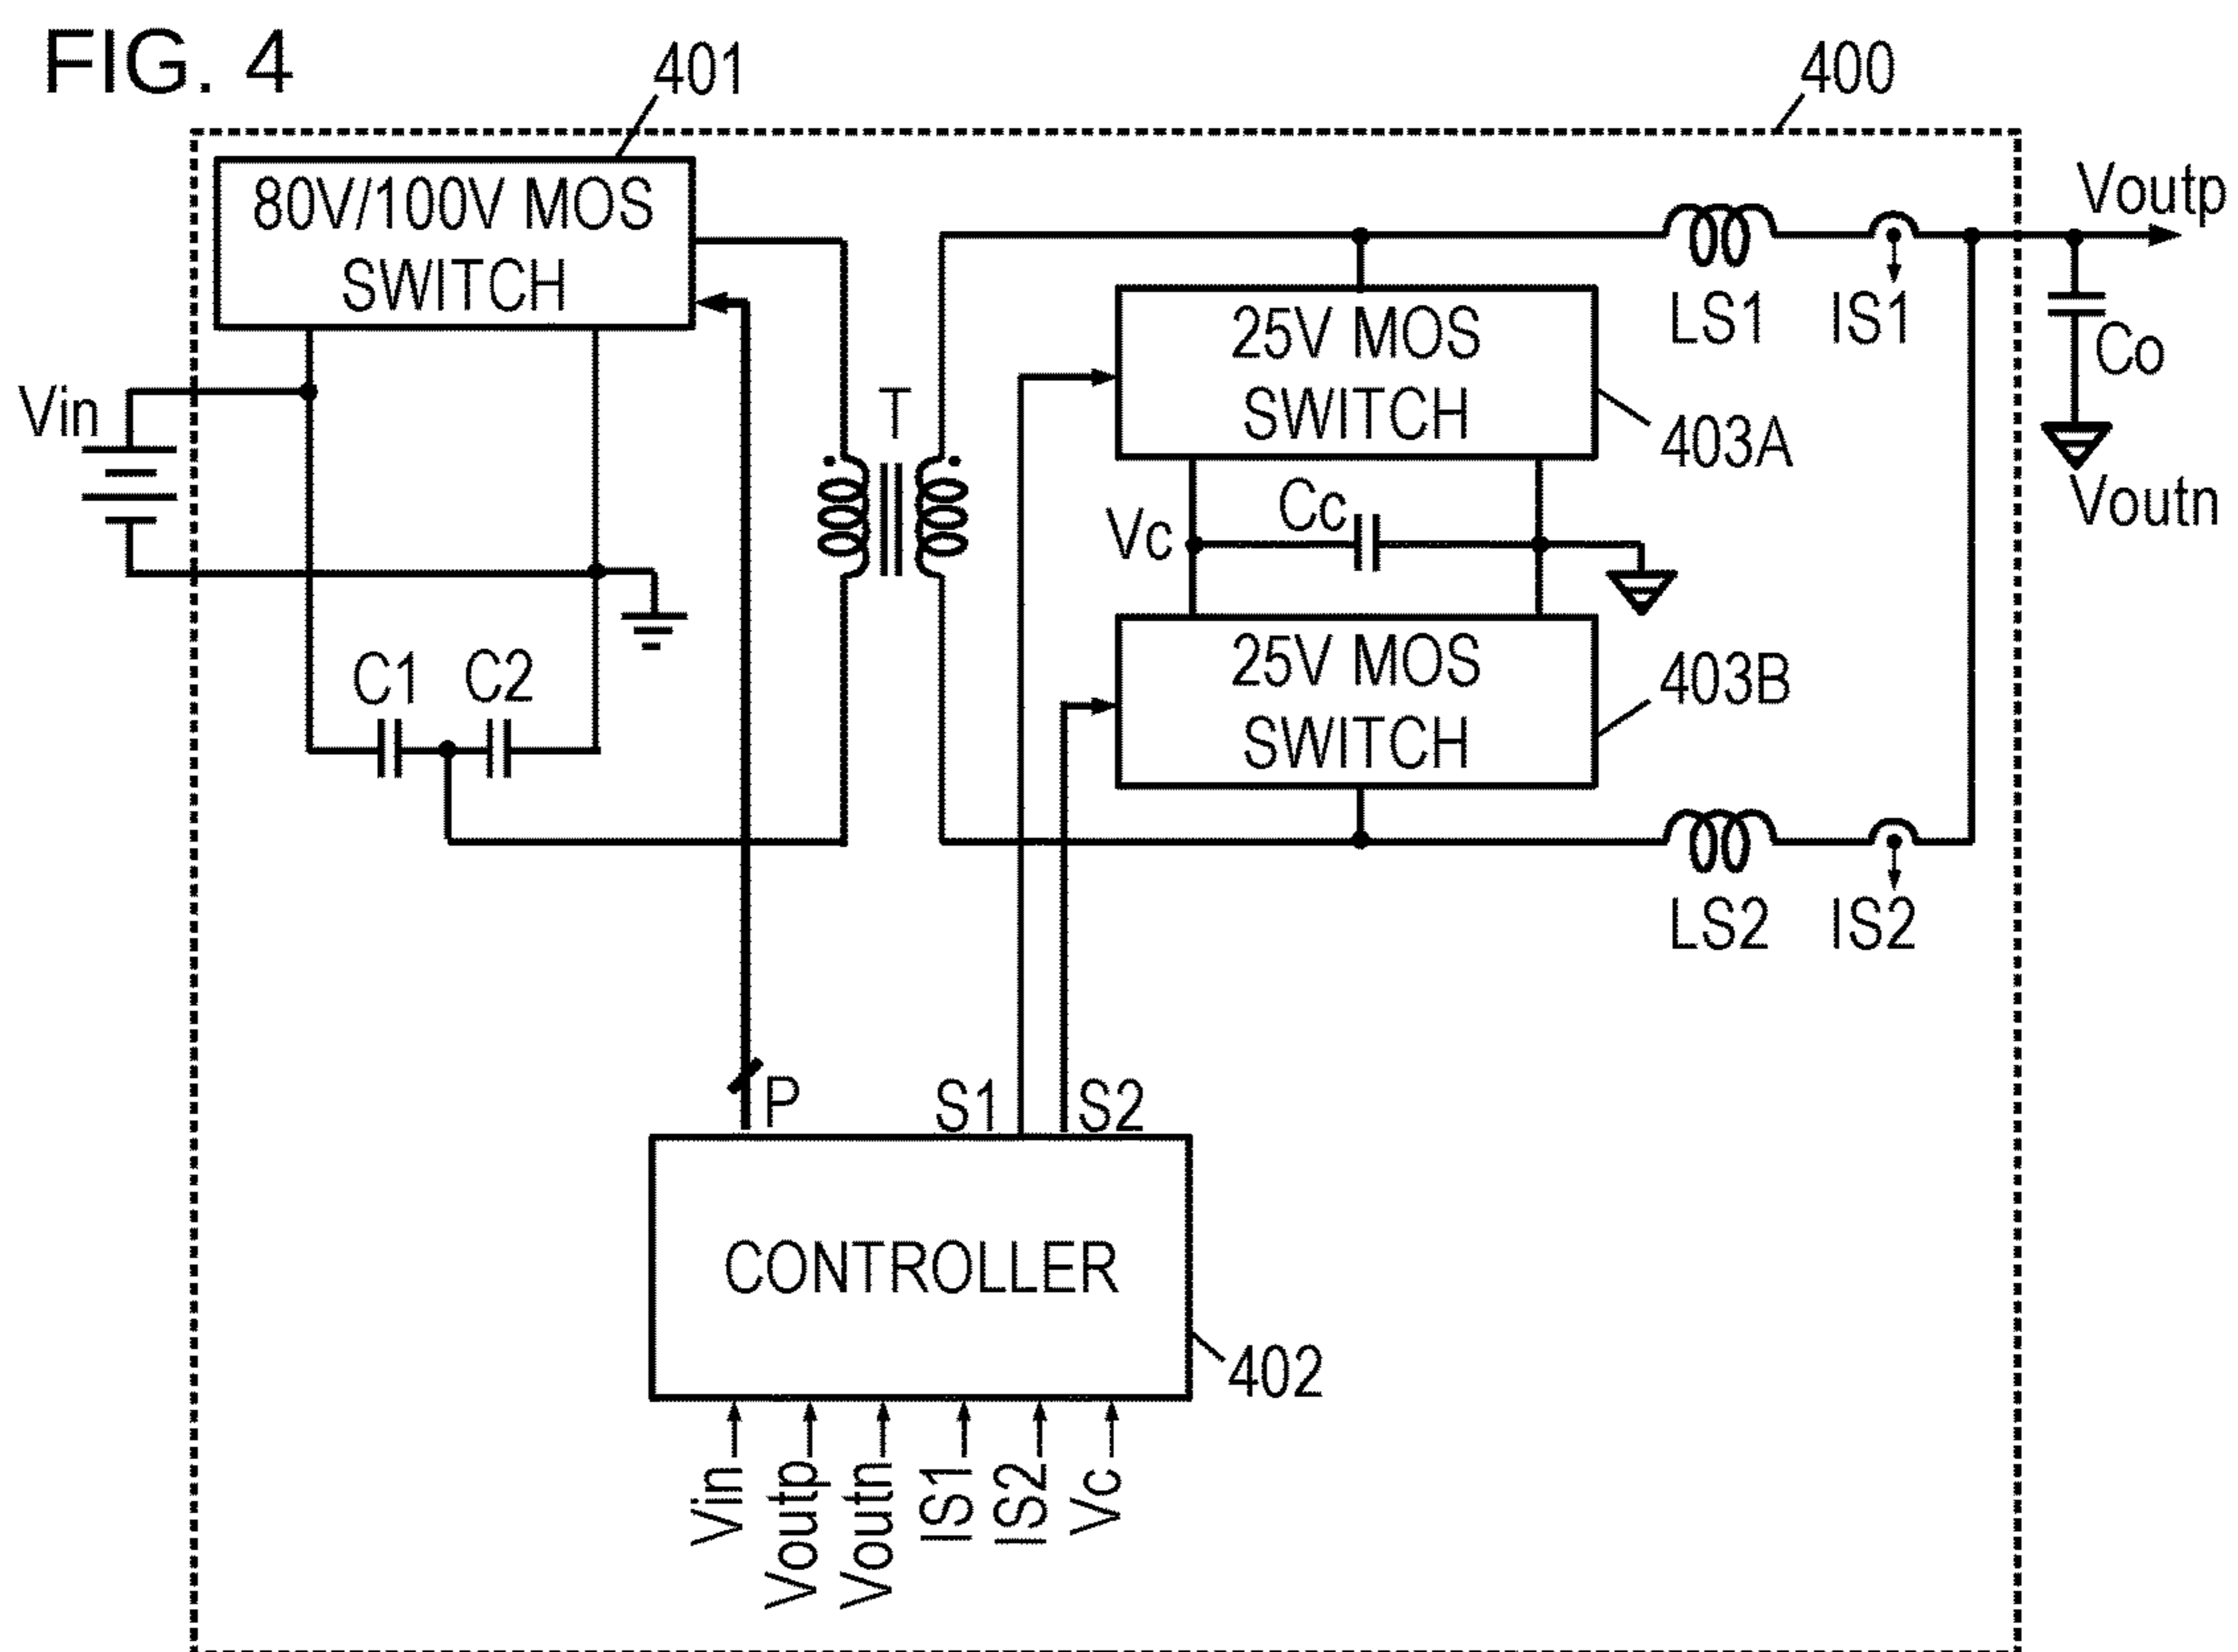 FIG. 4
401
400
80V/100V MOS
SWITCH
Voutp
25V MOS
SWITCH
LS1
IS1
Co
Vin
T
403A
Voutn
Vc
Cc
C1
C2
25V MOS
SWITCH
403B
LS2
IS2
P
S1
S2
CONTROLLER
402
Vin
Voutp
Voutn
IS1
IS2
Vc